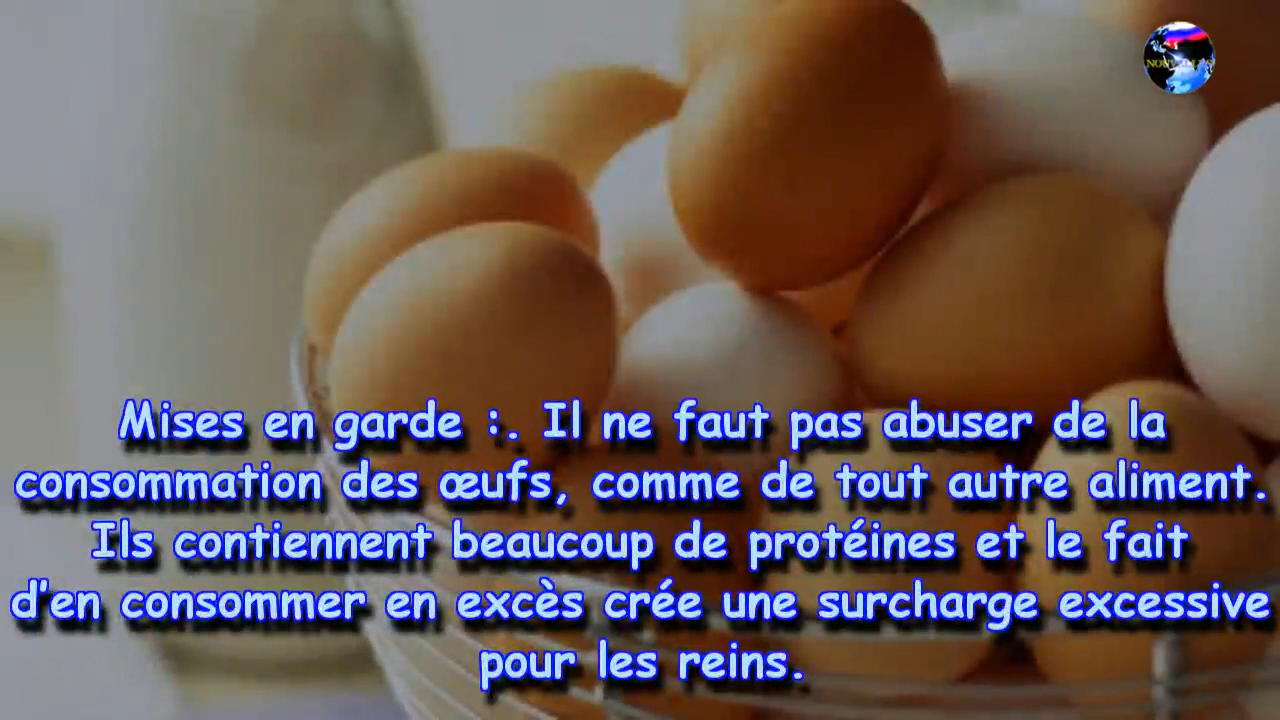 NOUVELLES
Mises en garde :. Il ne faut pas abuser de la
consommation des œufs, comme de tout autre aliment.
Ils contiennent beaucoup de protéines et le fait
d'en consommer en excès crée une surcharge excessive
pour les reins.